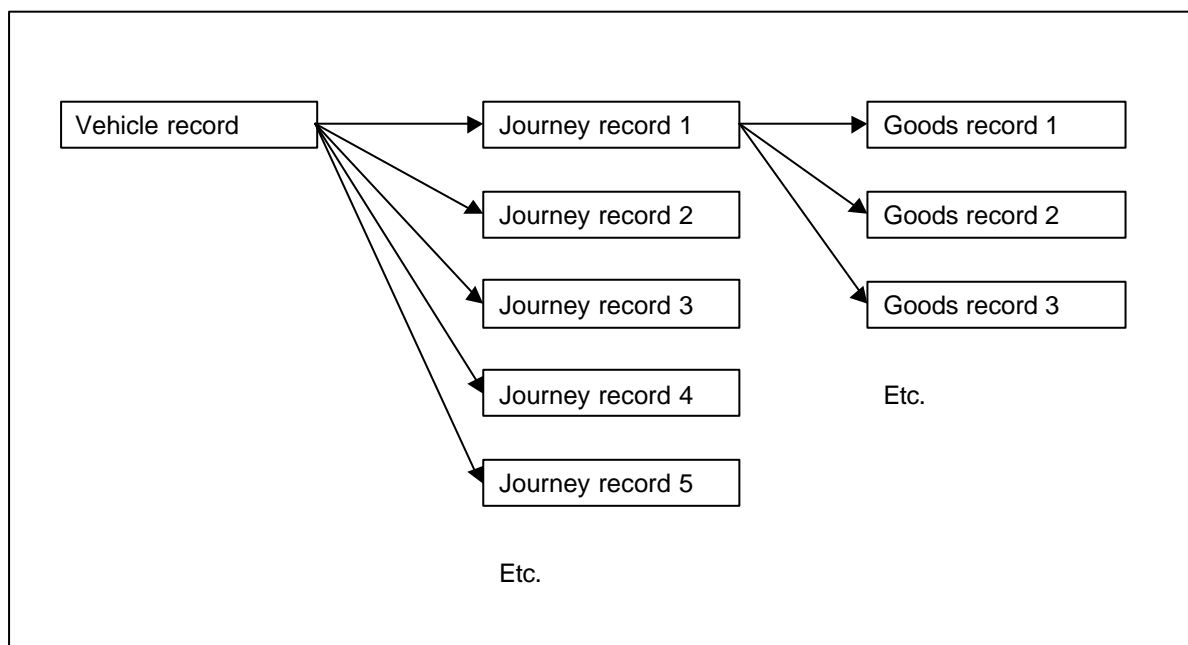 Vehicle record
Journey record 1
Goods record 1
Journey record 2
Goods record 2
Journey record 3
Goods record 3
Journey record 4
Etc.
Journey record 5
Etc.